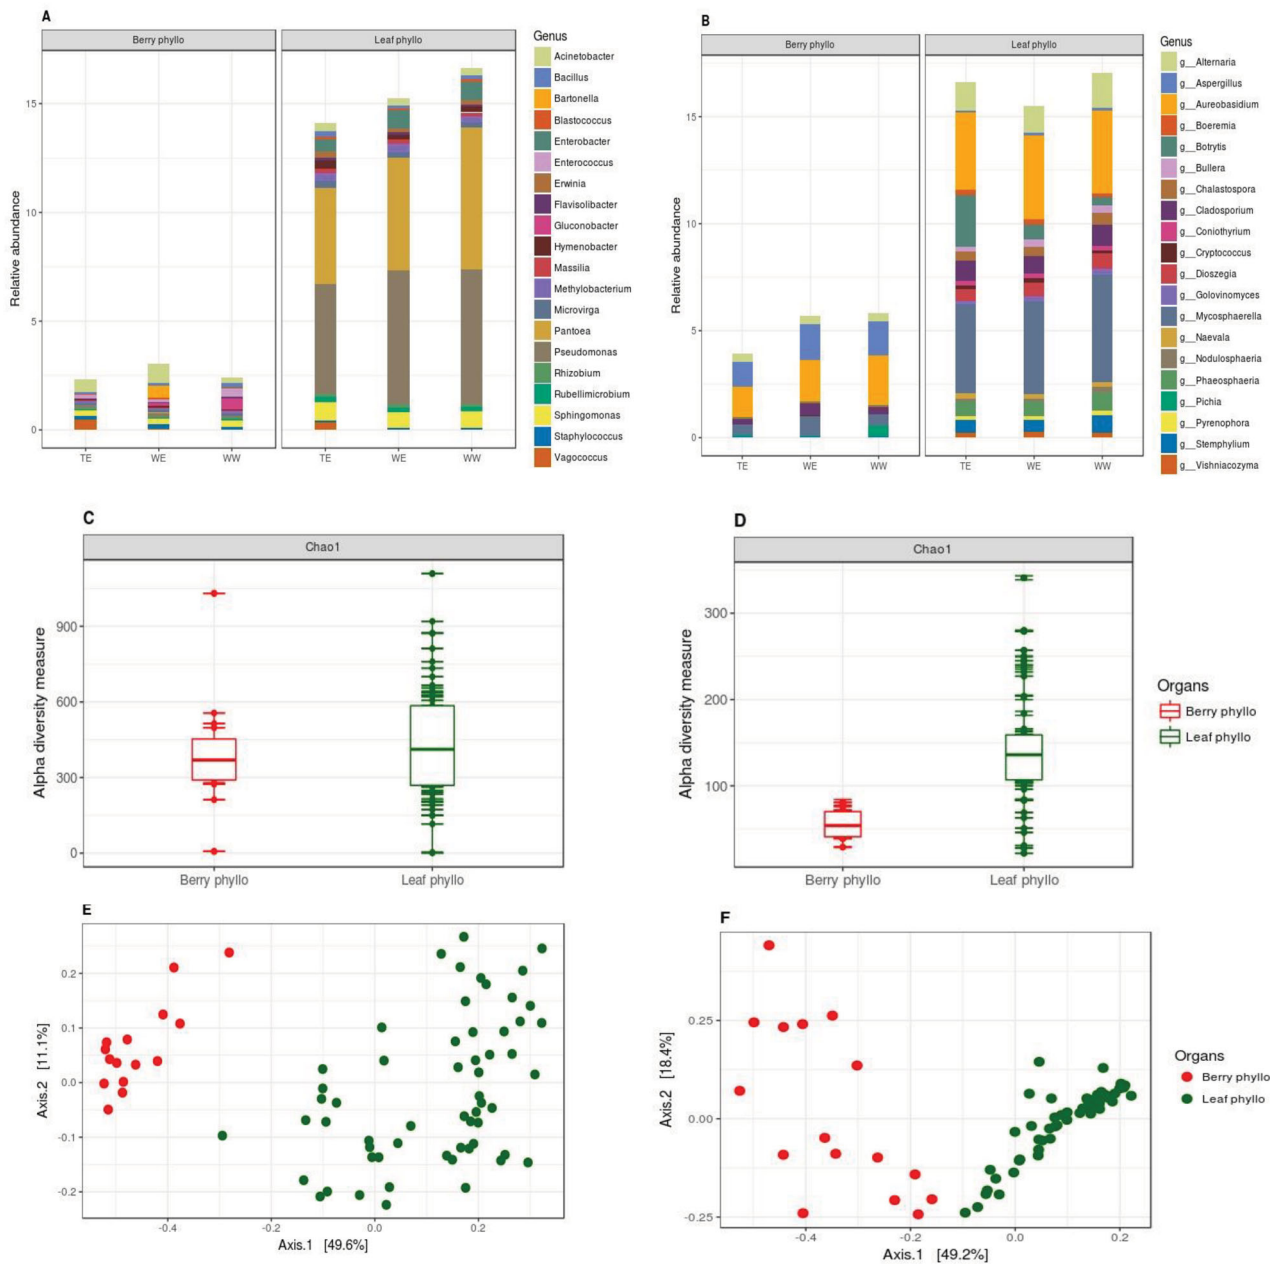 A
Berry phyllo
Leaf phyllo
Relative abundance
15
10
5
0
TE
WE
WW
TE
WE
WW
Genus
Acinetobacter
Bacillus
Bartonella
Blastococcus
Enterobacter
Enterococcus
Erwinia
Flavisolibacter
Gluconobacter
Hymenobacter
Massilia
Methylobacterium
Microvirga
Pantoea
Pseudomonas
Rhizobium
Rubellimicrobium
Sphingomonas
Staphylococcus
Vagococcus
B
Berry phyllo
Leaf phyllo
Relative abundance
15
10
5
0
TE
WE
WW
TE
WE
WW
Genus
g__Alternaria
g__Aspergillus
g__Aureobasidium
g__Boeremia
g__Botrytis
g__Bullera
g__Chalastospora
g__Cladosporium
g__Coniothyrium
g__Cryptococcus
g__Dioszegia
g__Golovinomyces
g__Mycosphaerella
g__Naevala
g__Nodulosphaeria
g__Phaeosphaeria
g__Pichia
g__Pyrenophora
g__Stemphylium
g__Vishniacozyma
C
Chao1
Alpha diversity measure
900
600
300
0
Berry phyllo
Leaf phyllo
D
Chao1
Alpha diversity measure
300
200
100
Berry phyllo
Leaf phyllo
Organs
Berry phyllo
Leaf phyllo
E
Axis.2 [11.1%]
0.2
0.1
0.0
-0.1
-0.2
-0.4
-0.2
0.0
0.2
Axis.1 [49.6%]
F
Axis.2 [18.4%]
0.25
0.00
-0.25
-0.4
-0.2
0.0
0.2
Axis.1 [49.2%]
Organs
Berry phyllo
Leaf phyllo